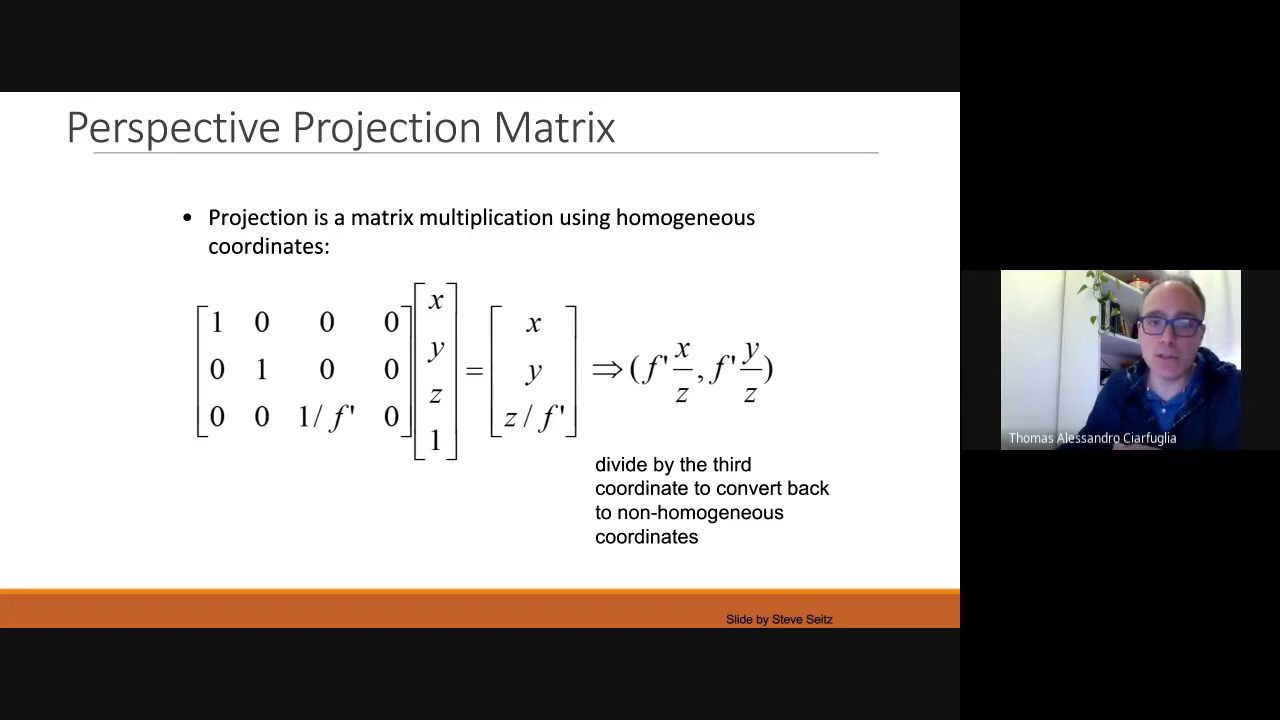 Perspective Projection Matrix
• Projection is a matrix multiplication using homogeneous
coordinates:
[1 0 0 0; 0 1 0 0; 0 0 1/f' 0] [x; y; z; 1] = [x; y; z/f'] ⇒ (f' x/z, f' y/z)
divide by the third
coordinate to convert back
to non-homogeneous
coordinates
Slide by Steve Seitz
Thomas Alessandro Ciarfuglia